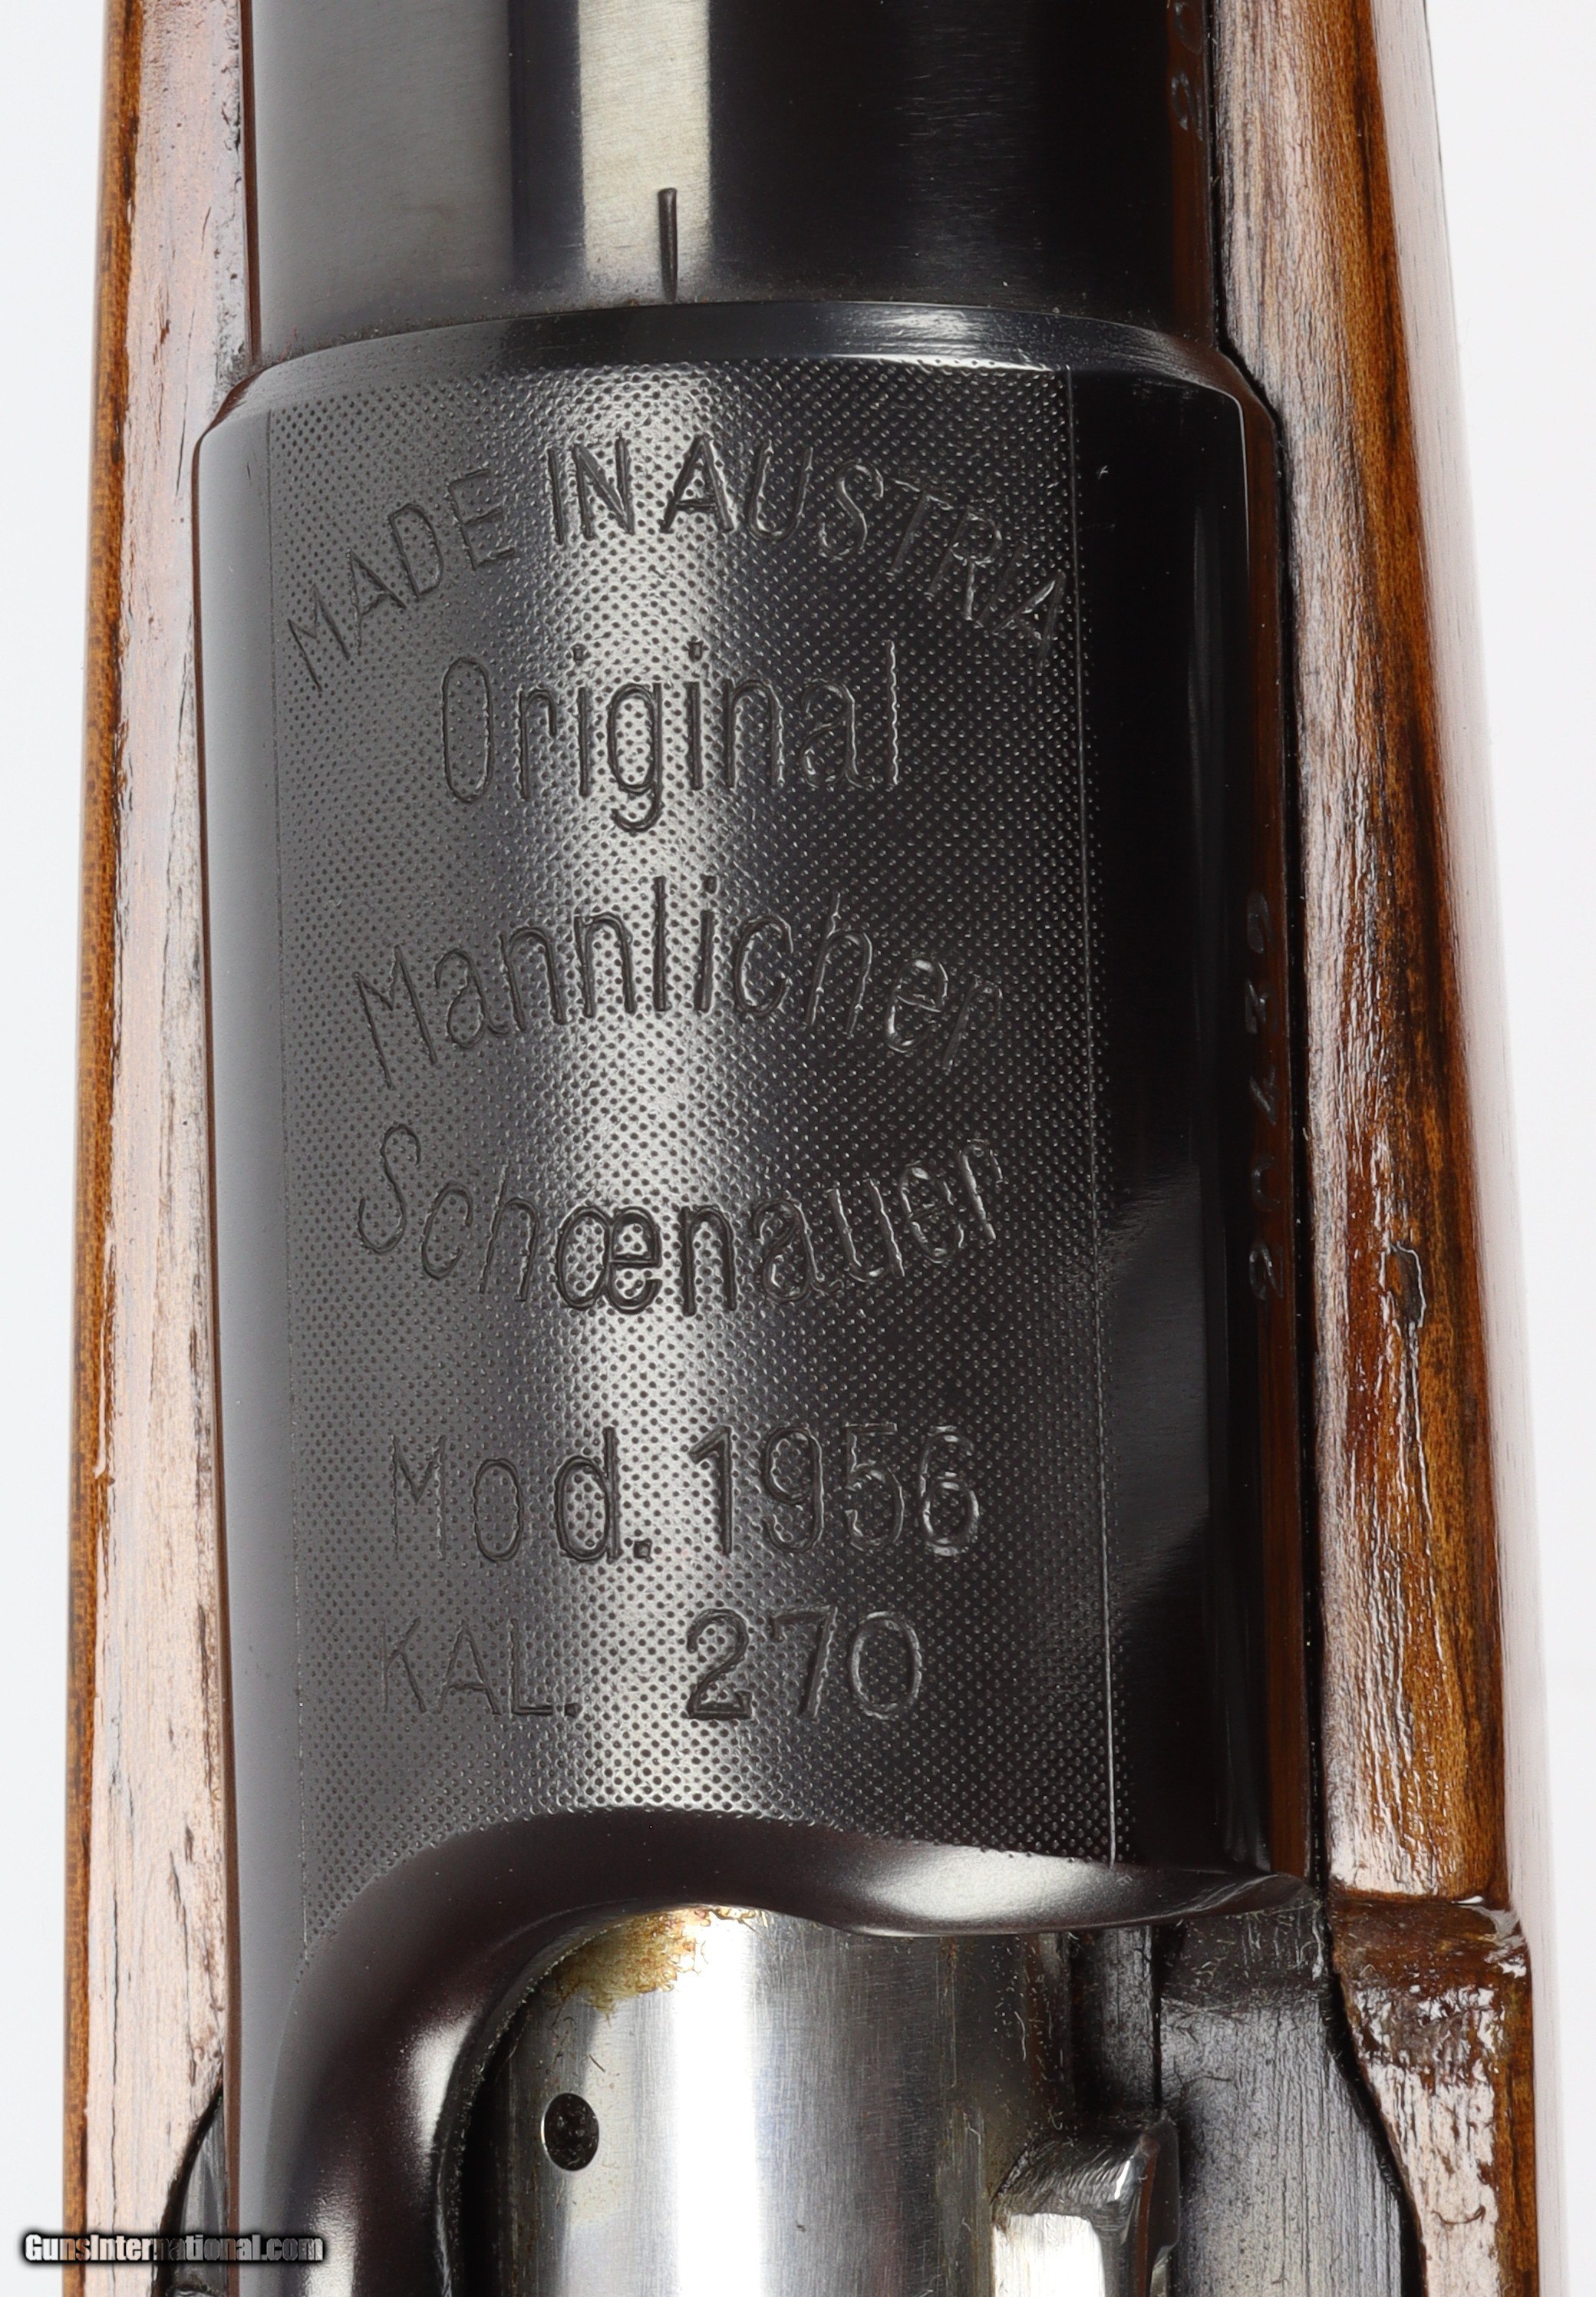 MADE IN AUSTRIA
Original
Mannlicher
Schœnauer
Mod. 1956
KAL. 270
GunsInternational.com